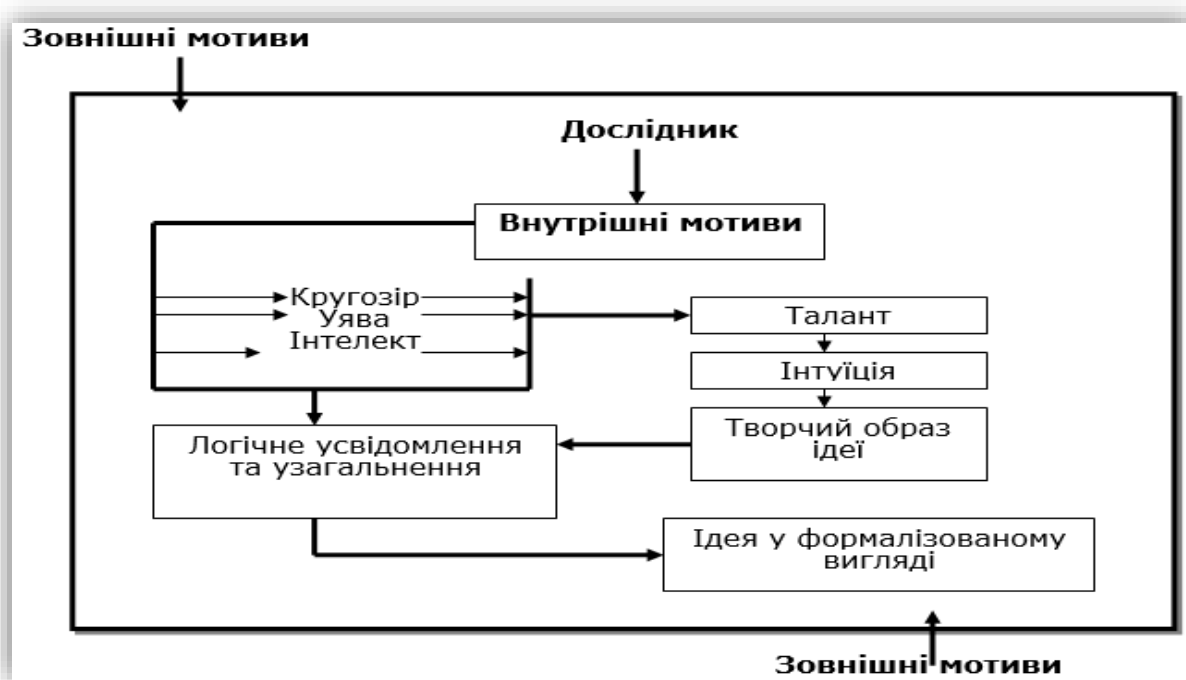 Зовнішні мотиви
Дослідник
Внутрішні мотиви
Кругозір
Уява
Інтелект
Талант
Інтуїція
Творчий образ
ідеї
Логічне усвідомлення
та узагальнення
Ідея у формалізованому
вигляді
Зовнішні мотиви